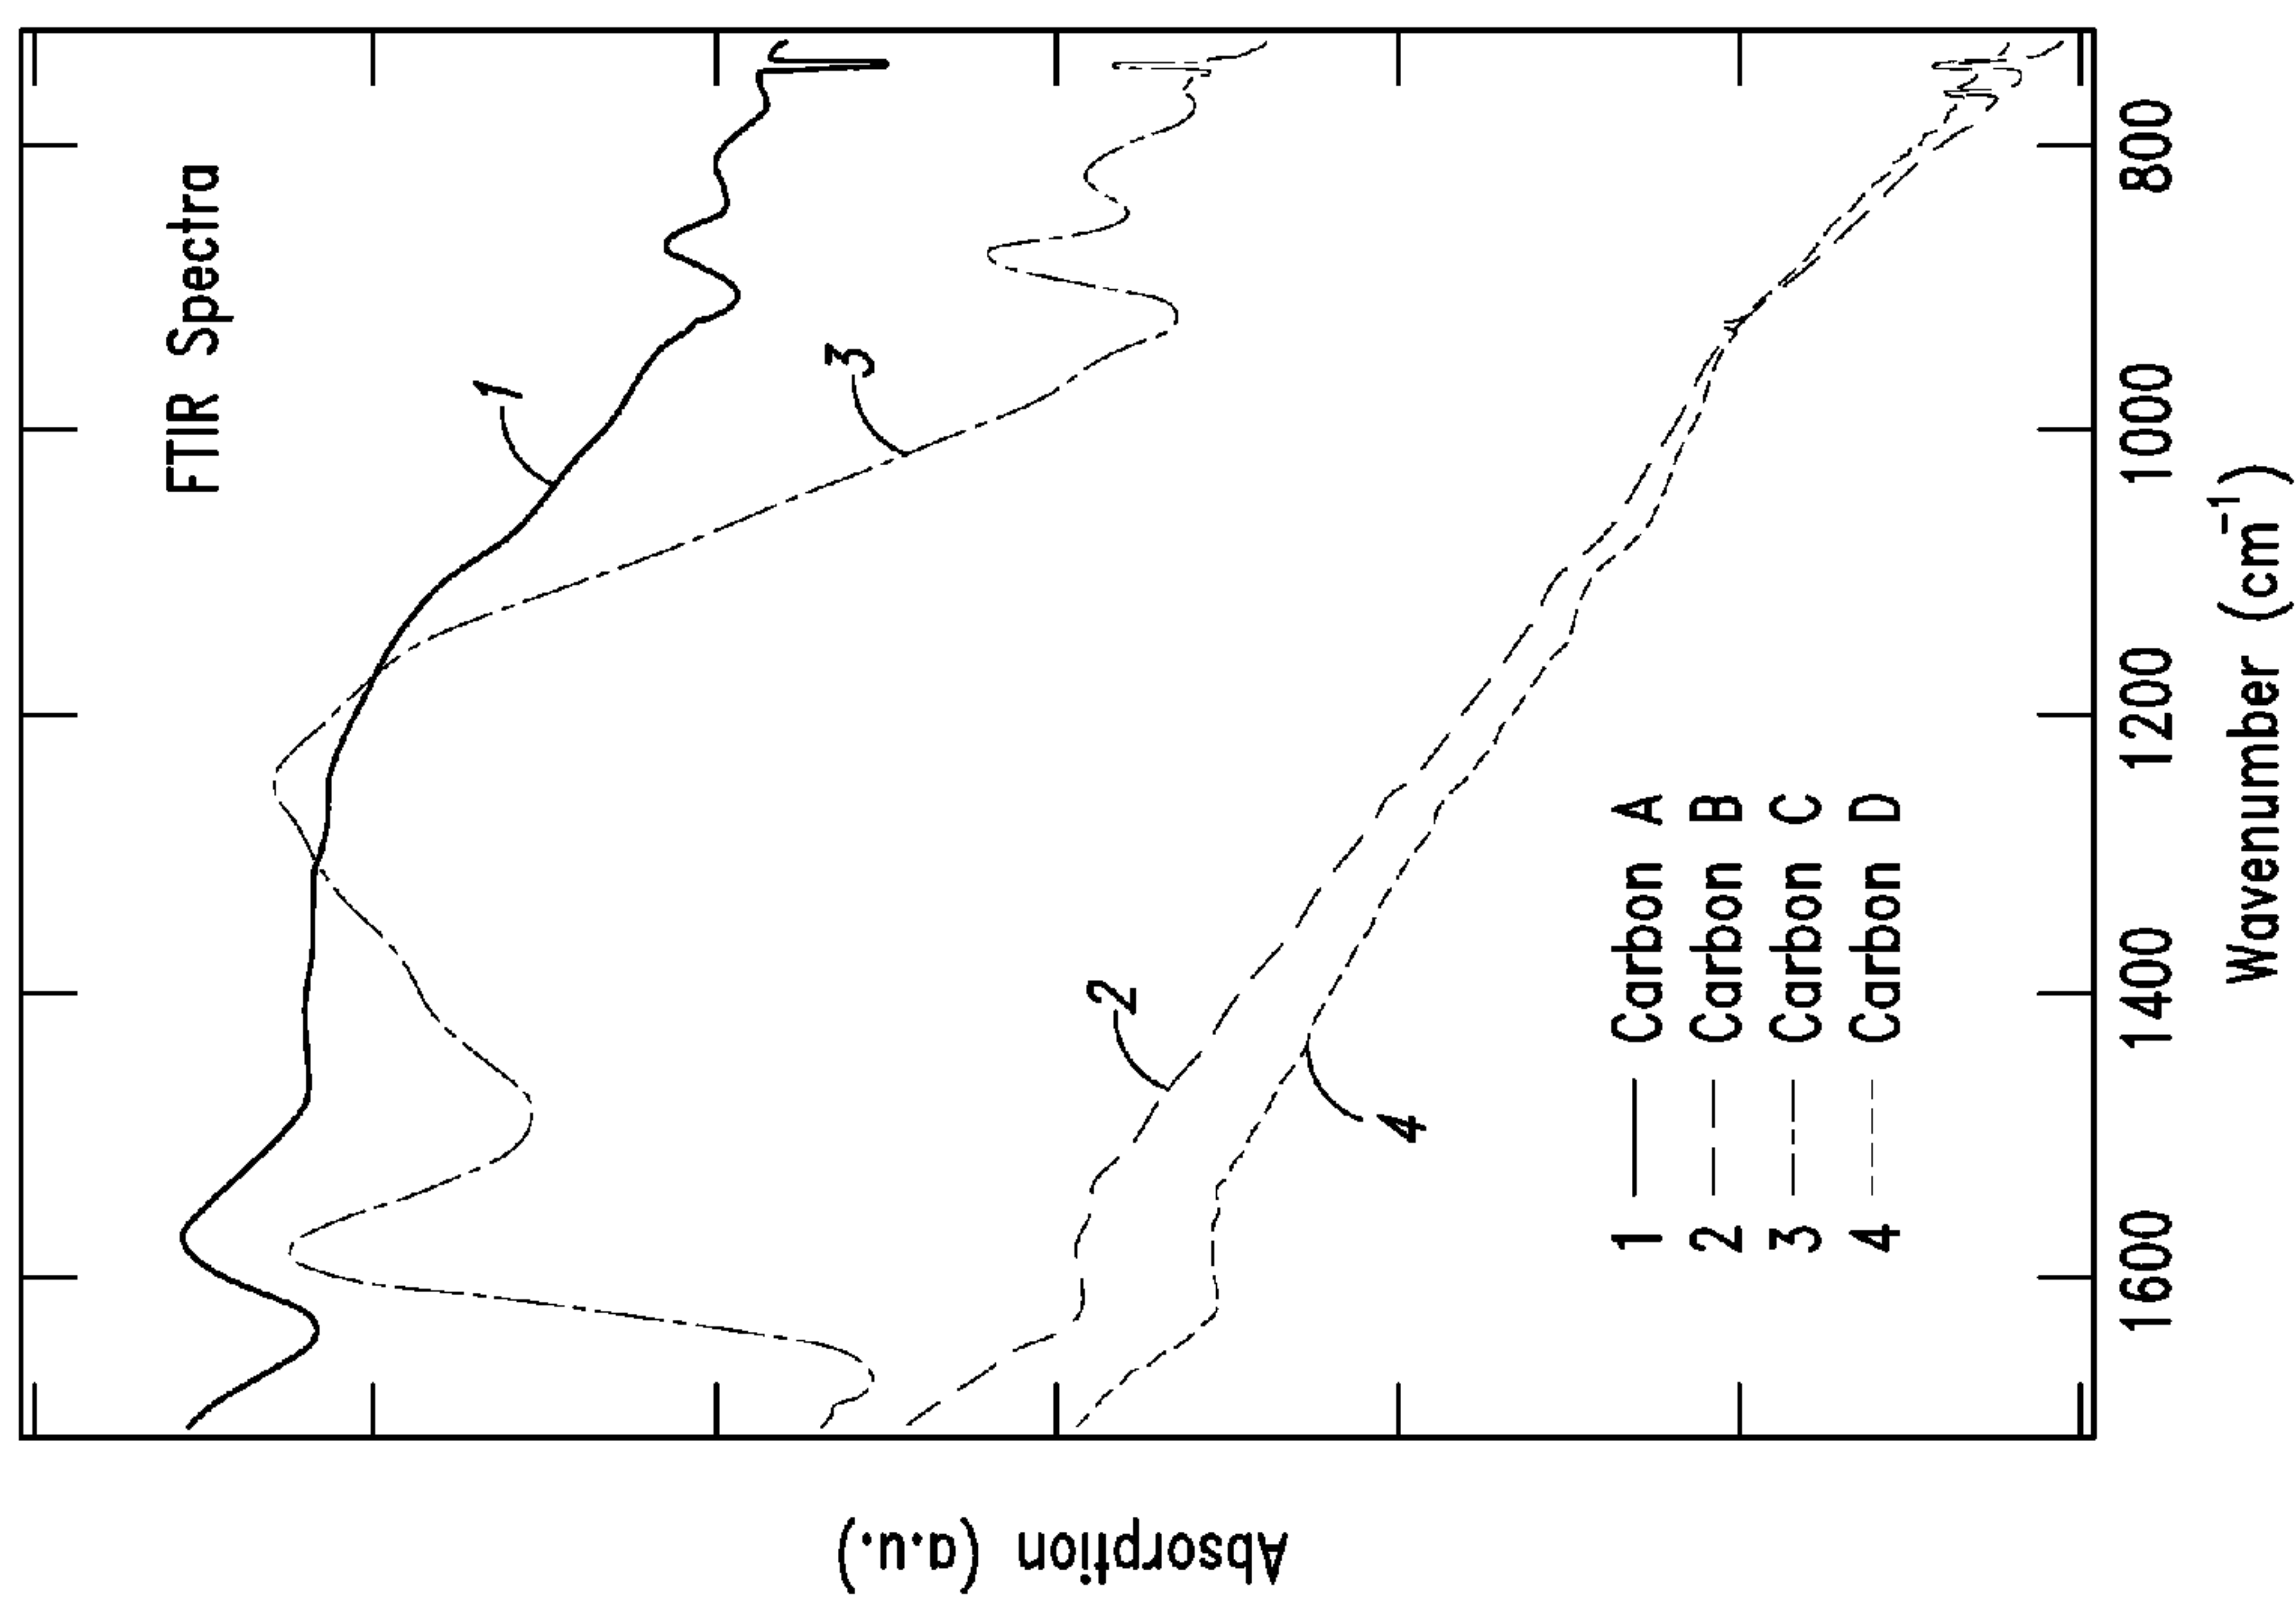 FTIR Spectra
1
3
2
4
1 Carbon A
2 Carbon B
3 Carbon C
4 Carbon D
Absorption (a.u.)
1600 1400 1200 1000 800
Wavenumber (cm⁻¹)